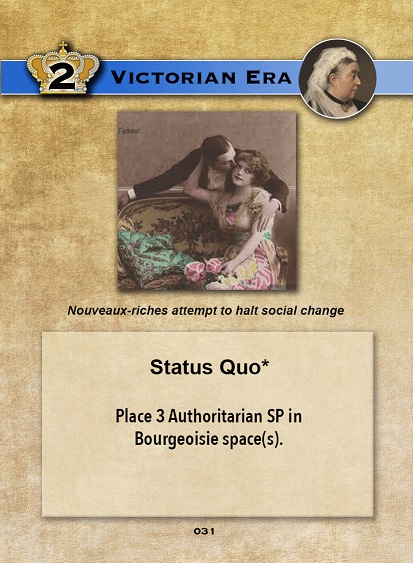 2
VICTORIAN ERA
l'amour.
Nouveaux-riches attempt to halt social change
Status Quo*
Place 3 Authoritarian SP in
Bourgeoisie space(s).
031